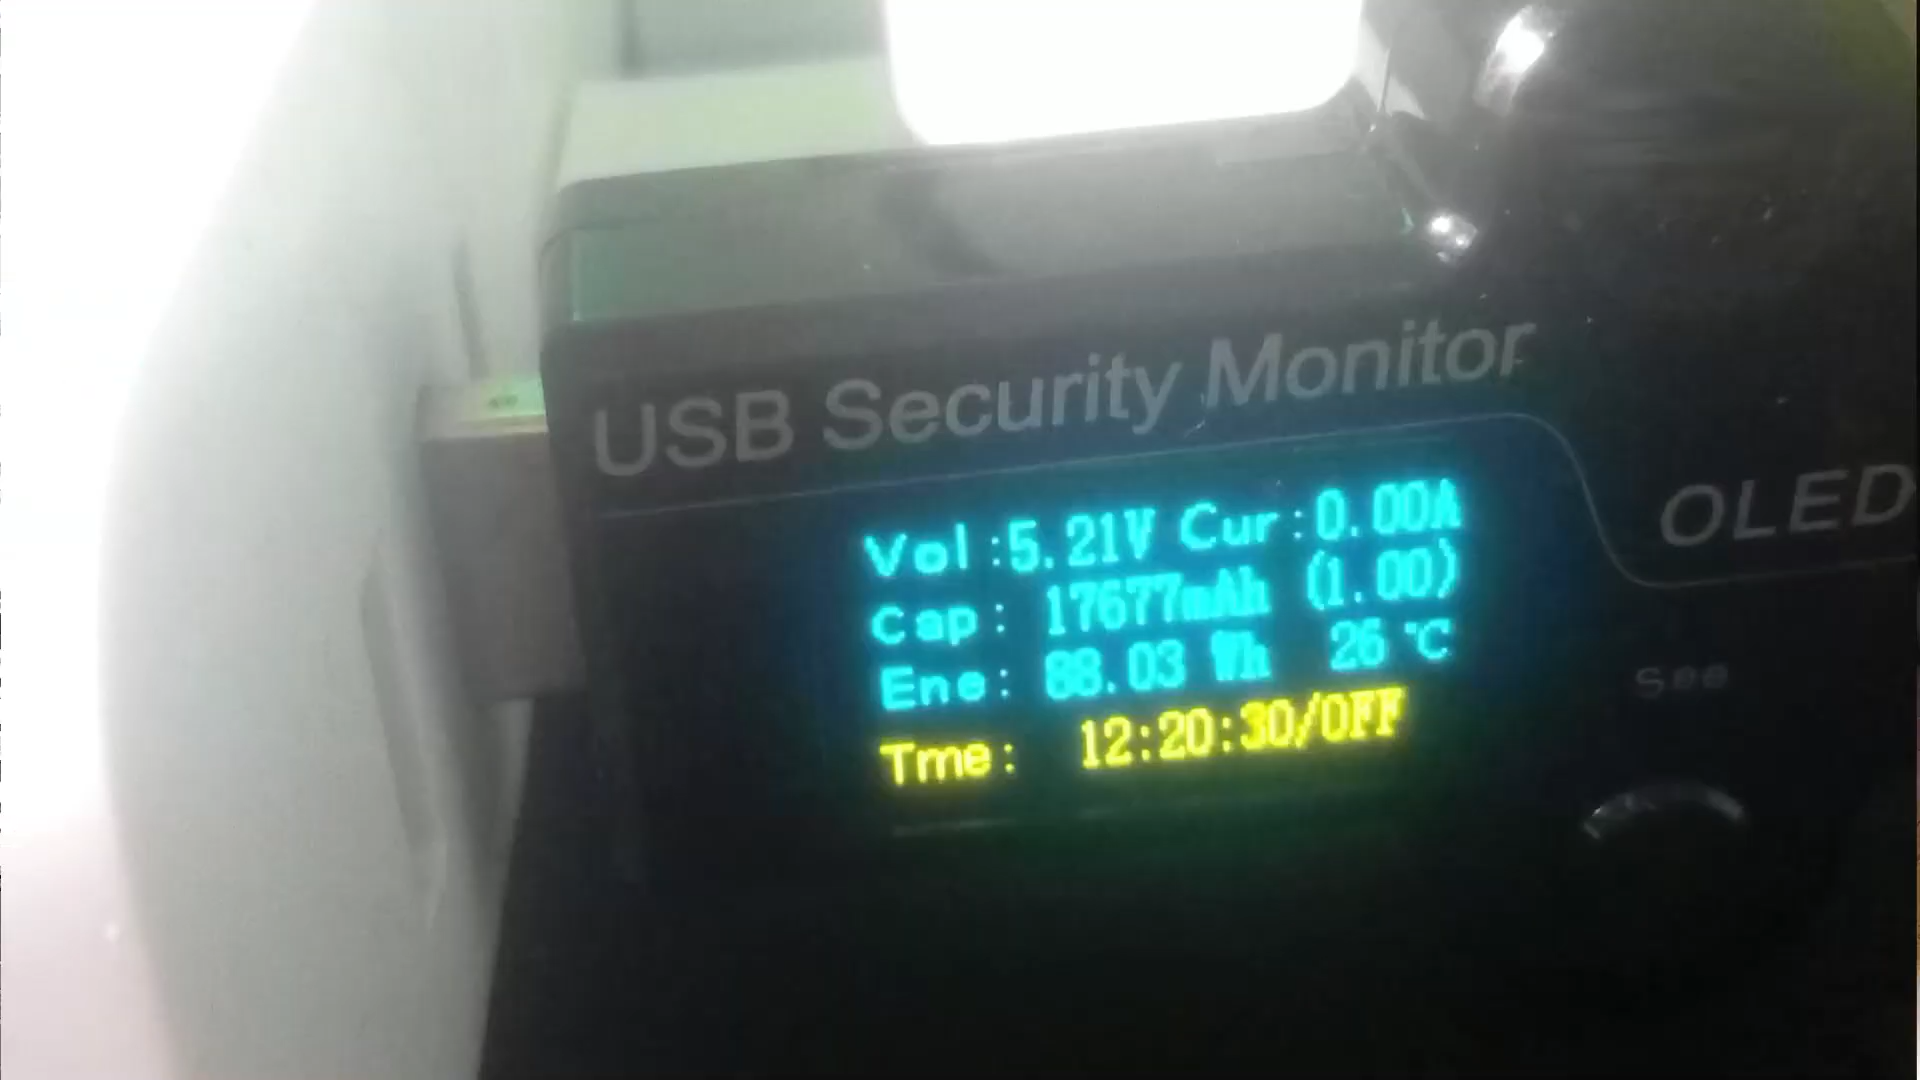 USB Security Monitor
OLED
Vol:5.21V Cur:0.00A
Cap: 17677mAh (1.00)
Ene: 88.03 Wh 26 ℃
Tme: 12:20:30/OFF
See